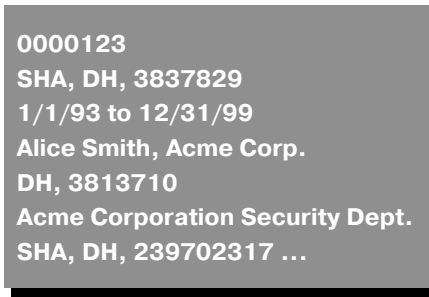 0000123
SHA, DH, 3837829
1/1/93 to 12/31/99
Alice Smith, Acme Corp.
DH, 3813710
Acme Corporation Security Dept.
SHA, DH, 239702317 ...